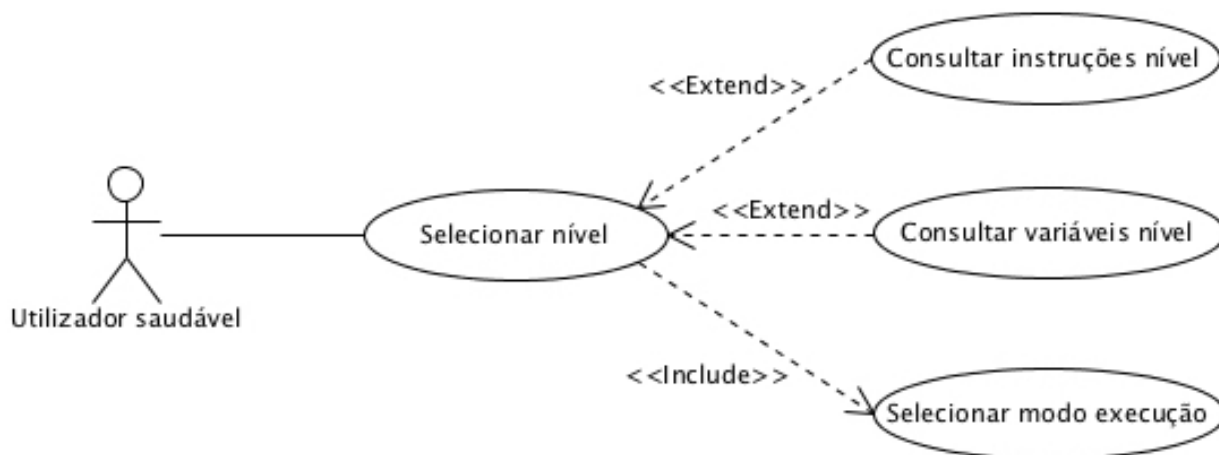 Consultar instruções nível
<<Extend>>
<<Extend>>
Selecionar nível
Consultar variáveis nível
Utilizador saudável
<<Include>>
Selecionar modo execução